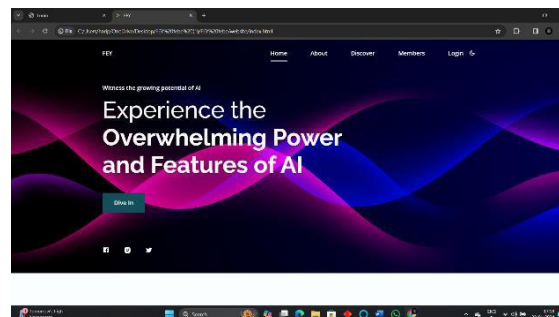 FEY
Home About Discover Members Login
Witness the growing potential of AI
Experience the
Overwhelming Power
and Features of AI
Dive In
Search